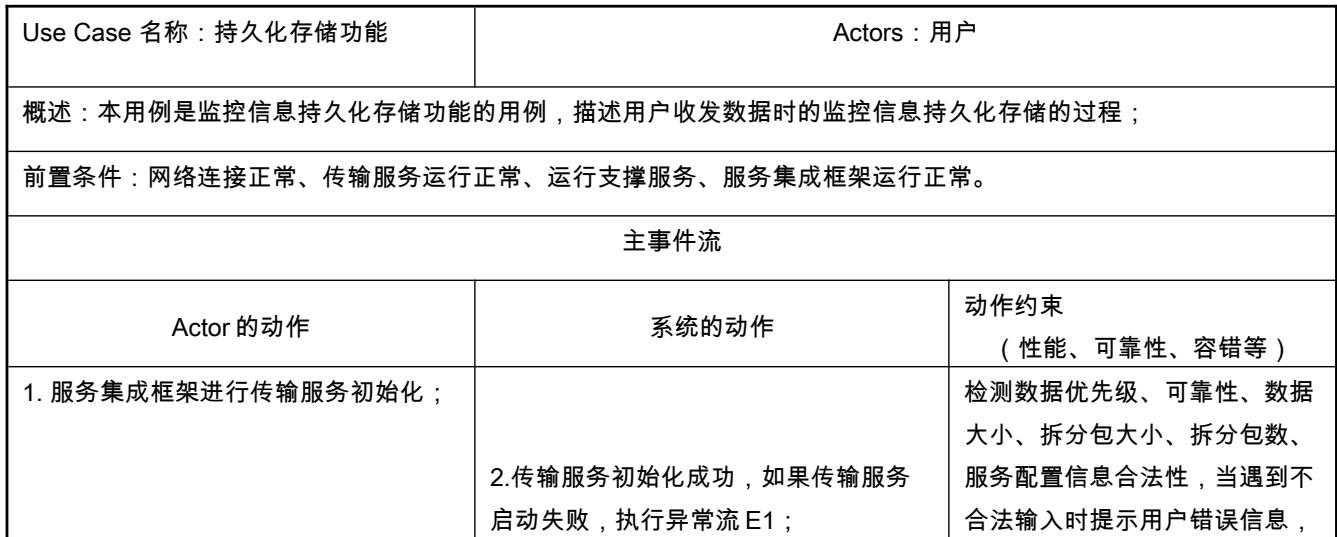 Use Case 名称：持久化存储功能
Actors：用户
概述：本用例是监控信息持久化存储功能的用例，描述用户收发数据时的监控信息持久化存储的过程；
前置条件：网络连接正常、传输服务运行正常、运行支撑服务、服务集成框架运行正常。
主事件流
Actor 的动作
系统的动作
动作约束
（性能、可靠性、容错等）
1. 服务集成框架进行传输服务初始化；
2.传输服务初始化成功，如果传输服务
启动失败，执行异常流 E1；
检测数据优先级、可靠性、数据
大小、拆分包大小、拆分包数、
服务配置信息合法性，当遇到不
合法输入时提示用户错误信息，